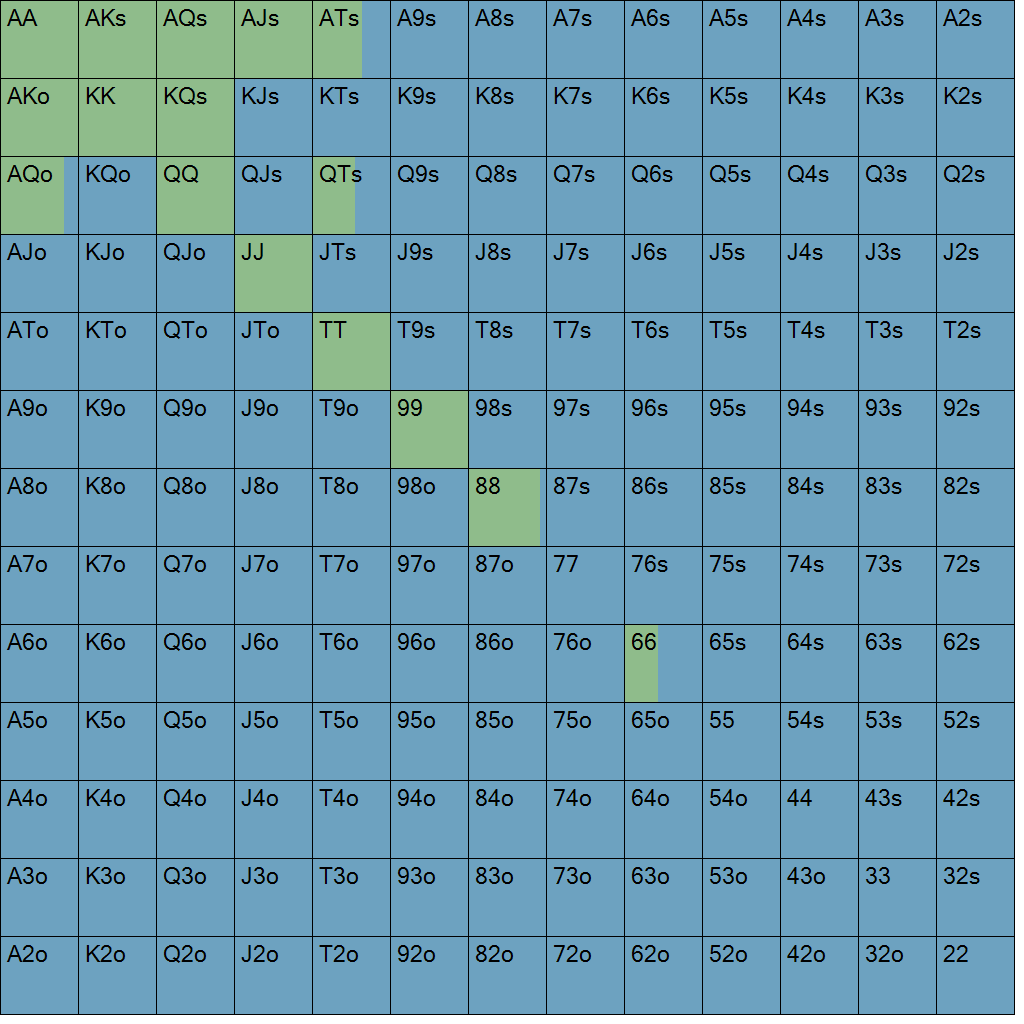 AA AKs AQs AJs ATs A9s A8s A7s A6s A5s A4s A3s A2s
AKo KK KQs KJs KTs K9s K8s K7s K6s K5s K4s K3s K2s
AQo KQo QQ QJs QTs Q9s Q8s Q7s Q6s Q5s Q4s Q3s Q2s
AJo KJo QJo JJ JTs J9s J8s J7s J6s J5s J4s J3s J2s
ATo KTo QTo JTo TT T9s T8s T7s T6s T5s T4s T3s T2s
A9o K9o Q9o J9o T9o 99 98s 97s 96s 95s 94s 93s 92s
A8o K8o Q8o J8o T8o 98o 88 87s 86s 85s 84s 83s 82s
A7o K7o Q7o J7o T7o 97o 87o 77 76s 75s 74s 73s 72s
A6o K6o Q6o J6o T6o 96o 86o 76o 66 65s 64s 63s 62s
A5o K5o Q5o J5o T5o 95o 85o 75o 65o 55 54s 53s 52s
A4o K4o Q4o J4o T4o 94o 84o 74o 64o 54o 44 43s 42s
A3o K3o Q3o J3o T3o 93o 83o 73o 63o 53o 43o 33 32s
A2o K2o Q2o J2o T2o 92o 82o 72o 62o 52o 42o 32o 22